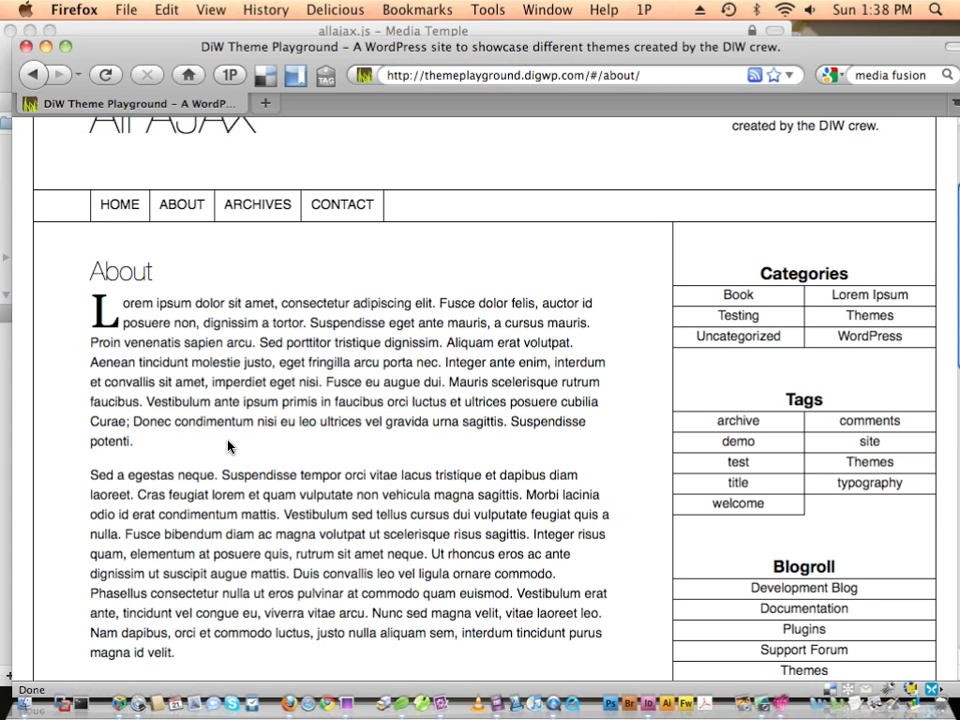 Firefox File Edit View History Delicious Bookmarks Tools Window Help 1P Sun 1:38 PM
allajax.js – Media Temple
DiW Theme Playground – A WordPress site to showcase different themes created by the DIW crew.
1P TAG http://themeplayground.digwp.com/#/about/ media fusion
DiW Theme Playground – A WordP... +
All AJAX
created by the DIW crew.
HOME ABOUT ARCHIVES CONTACT
About
Lorem ipsum dolor sit amet, consectetur adipiscing elit. Fusce dolor felis, auctor id
posuere non, dignissim a tortor. Suspendisse eget ante mauris, a cursus mauris.
Proin venenatis sapien arcu. Sed porttitor tristique dignissim. Aliquam erat volutpat.
Aenean tincidunt molestie justo, eget fringilla arcu porta nec. Integer ante enim, interdum
et convallis sit amet, imperdiet eget nisi. Fusce eu augue dui. Mauris scelerisque rutrum
faucibus. Vestibulum ante ipsum primis in faucibus orci luctus et ultrices posuere cubilia
Curae; Donec condimentum nisi eu leo ultrices vel gravida urna sagittis. Suspendisse
potenti.
Sed a egestas neque. Suspendisse tempor orci vitae lacus tristique et dapibus diam
laoreet. Cras feugiat lorem et quam vulputate non vehicula magna sagittis. Morbi lacinia
odio id erat condimentum mattis. Vestibulum sed tellus cursus dui vulputate feugiat quis a
nulla. Fusce bibendum diam ac magna volutpat ut scelerisque risus sagittis. Integer risus
quam, elementum at posuere quis, rutrum sit amet neque. Ut rhoncus eros ac ante
dignissim ut suscipit augue mattis. Duis convallis leo vel ligula ornare commodo.
Phasellus consectetur nulla ut eros pulvinar at commodo quam euismod. Vestibulum erat
ante, tincidunt vel congue eu, viverra vitae arcu. Nunc sed magna velit, vitae laoreet leo.
Nam dapibus, orci et commodo luctus, justo nulla aliquam sem, interdum tincidunt purus
magna id velit.
Categories
Book Lorem Ipsum
Testing Themes
Uncategorized WordPress
Tags
archive comments
demo site
test Themes
title typography
welcome
Blogroll
Development Blog
Documentation
Plugins
Support Forum
Themes
Done
Ps Br Id Ai Fw